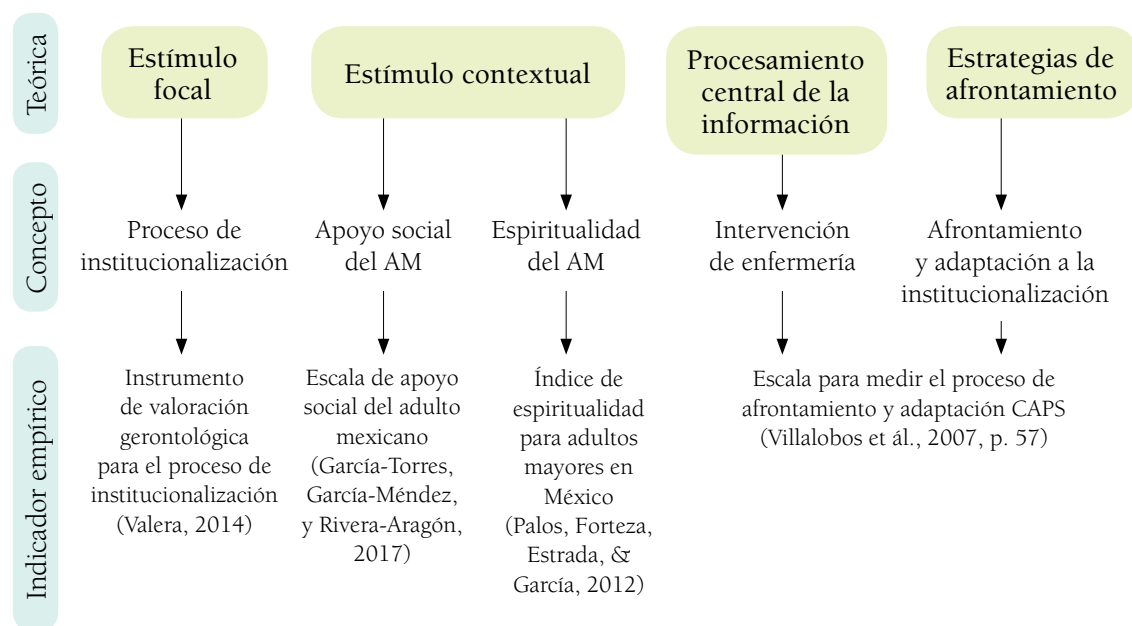 Teórica
Estímulo
focal
Estímulo contextual
Procesamiento
central de la
información
Estrategias de
afrontamiento
Concepto
Proceso de
institucionalización
Apoyo social
del AM
Espiritualidad
del AM
Intervención
de enfermería
Afrontamiento
y adaptación a la
institucionalización
Indicador empírico
Instrumento
de valoración
gerontológica
para el proceso de
institucionalización
(Valera, 2014)
Escala de apoyo
social del adulto
mexicano
(García-Torres,
García-Méndez,
y Rivera-Aragón,
2017)
Índice de
espiritualidad
para adultos
mayores en
México
(Palos, Forteza,
Estrada, &
García, 2012)
Escala para medir el proceso de
afrontamiento y adaptación CAPS
(Villalobos et ál., 2007, p. 57)